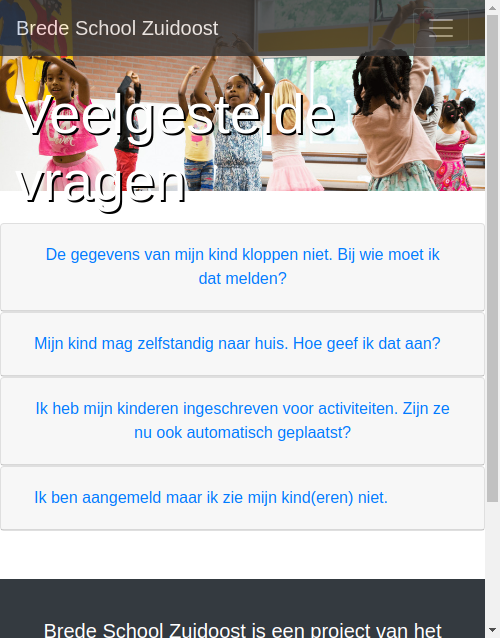 Brede School Zuidoost
Veelgestelde
vragen
De gegevens van mijn kind kloppen niet. Bij wie moet ik
dat melden?
Mijn kind mag zelfstandig naar huis. Hoe geef ik dat aan?
Ik heb mijn kinderen ingeschreven voor activiteiten. Zijn ze
nu ook automatisch geplaatst?
Ik ben aangemeld maar ik zie mijn kind(eren) niet.
Brede School Zuidoost is een project van het